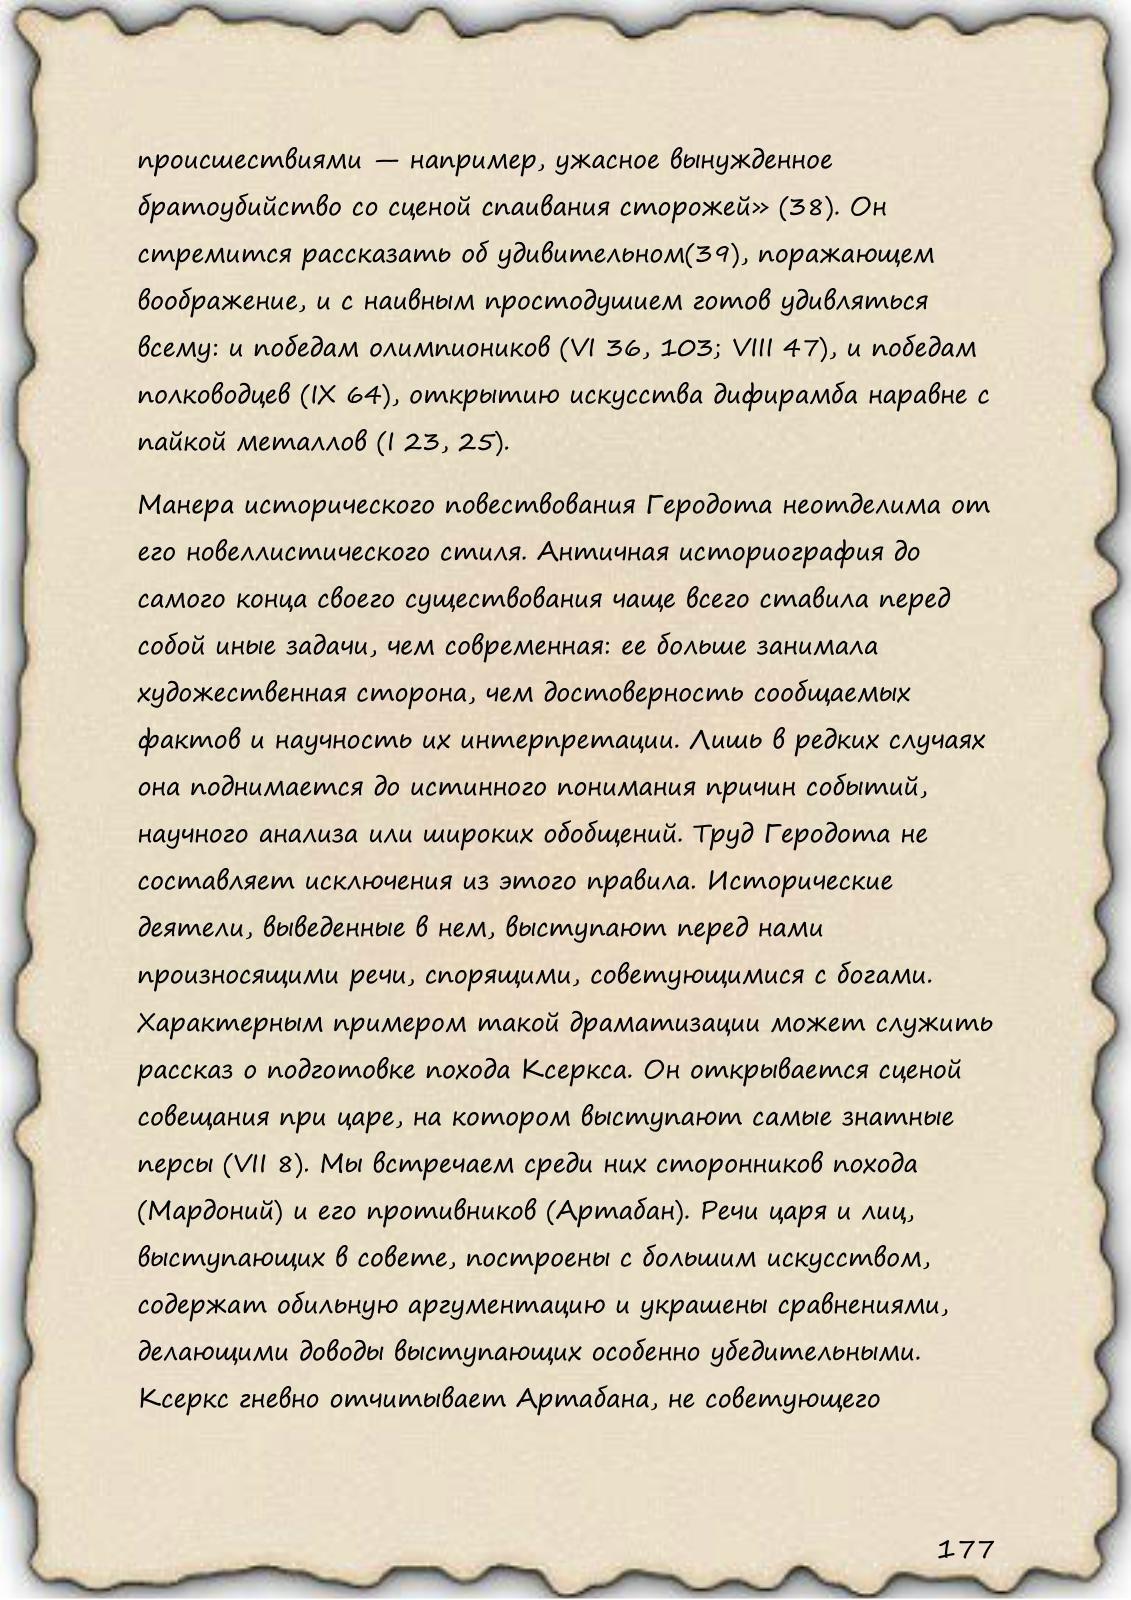 происшествиями — например, ужасное вынужденное
братоубийство со сценой спаивания сторожей» (38). Он
стремится рассказать об удивительном(39), поражающем
воображение, и с наивным простодушием готов удивляться
всему: и победам олимпиоников (VI 36, 103; VIII 47), и победам
полководцев (IX 64), открытию искусства дифирамба наравне с
пайкой металлов (I 23, 25).
Манера исторического повествования Геродота неотделима от
его новеллистического стиля. Античная историография до
самого конца своего существования чаще всего ставила перед
собой иные задачи, чем современная: ее больше занимала
художественная сторона, чем достоверность сообщаемых
фактов и научность их интерпретации. Лишь в редких случаях
она поднимается до истинного понимания причин событий,
научного анализа или широких обобщений. Труд Геродота не
составляет исключения из этого правила. Исторические
деятели, выведенные в нем, выступают перед нами
произносящими речи, спорящими, советующимися с богами.
Характерным примером такой драматизации может служить
рассказ о подготовке похода Ксеркса. Он открывается сценой
совещания при царе, на котором выступают самые знатные
персы (VII 8). Мы встречаем среди них сторонников похода
(Мардоний) и его противников (Артабан). Речи царя и лиц,
выступающих в совете, построены с большим искусством,
содержат обильную аргументацию и украшены сравнениями,
делающими доводы выступающих особенно убедительными.
Ксеркс гневно отчитывает Артабана, не советующего
177